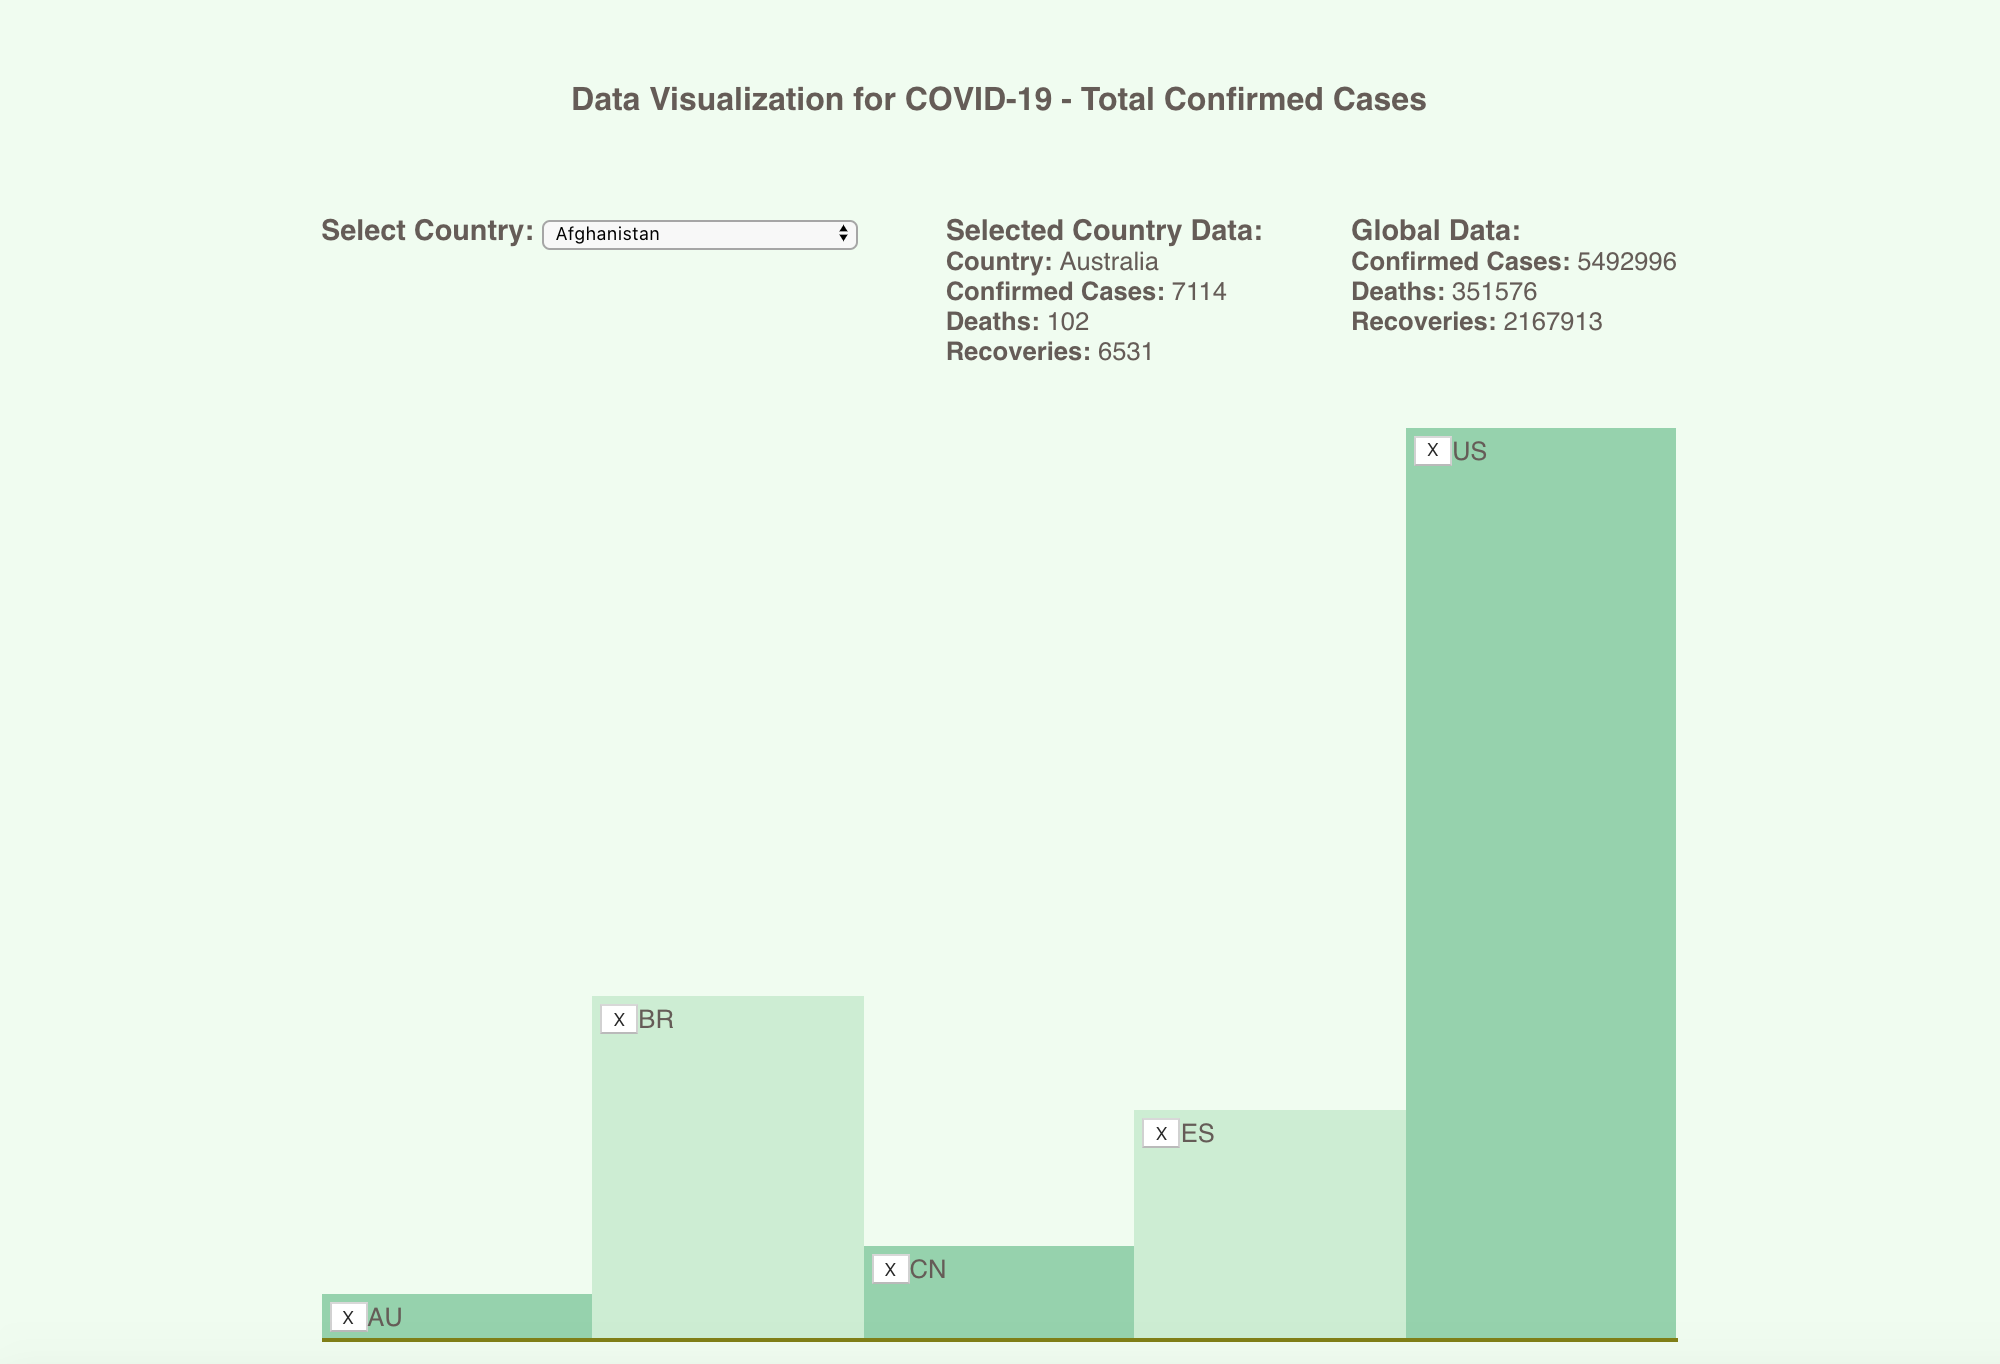 Data Visualization for COVID-19 - Total Confirmed Cases
Select Country: Afghanistan
Selected Country Data:
Country: Australia
Confirmed Cases: 7114
Deaths: 102
Recoveries: 6531
Global Data:
Confirmed Cases: 5492996
Deaths: 351576
Recoveries: 2167913
X US
X BR
X ES
X CN
X AU